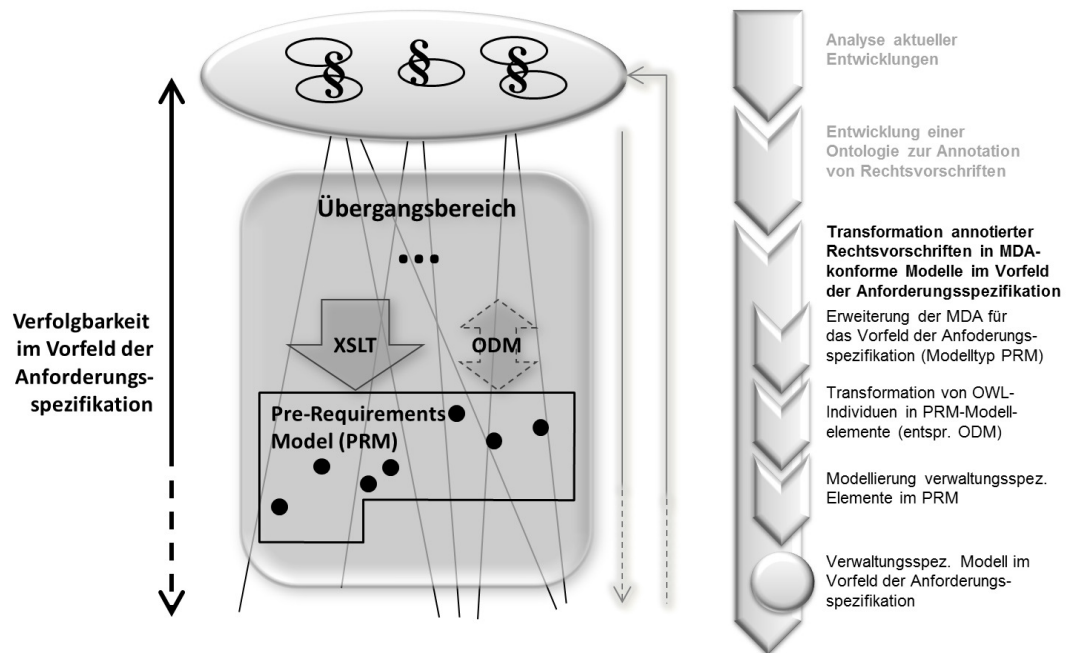 § § §
§ § §
Übergangsbereich
...
XSLT
ODM
Pre-Requirements
Model (PRM)
Verfolgbarkeit
im Vorfeld der
Anforderungs-
spezifikation
Analyse aktueller
Entwicklungen
Entwicklung einer
Ontologie zur Annotation
von Rechtsvorschriften
Transformation annotierter
Rechtsvorschriften in MDA-
konforme Modelle im Vorfeld
der Anforderungsspezifikation
Erweiterung der MDA für
das Vorfeld der Anfoderungs-
spezifikation (Modelltyp PRM)
Transformation von OWL-
Individuen in PRM-Modell-
elemente (entspr. ODM)
Modellierung verwaltungsspez.
Elemente im PRM
Verwaltungsspez. Modell im
Vorfeld der Anforderungs-
spezifikation